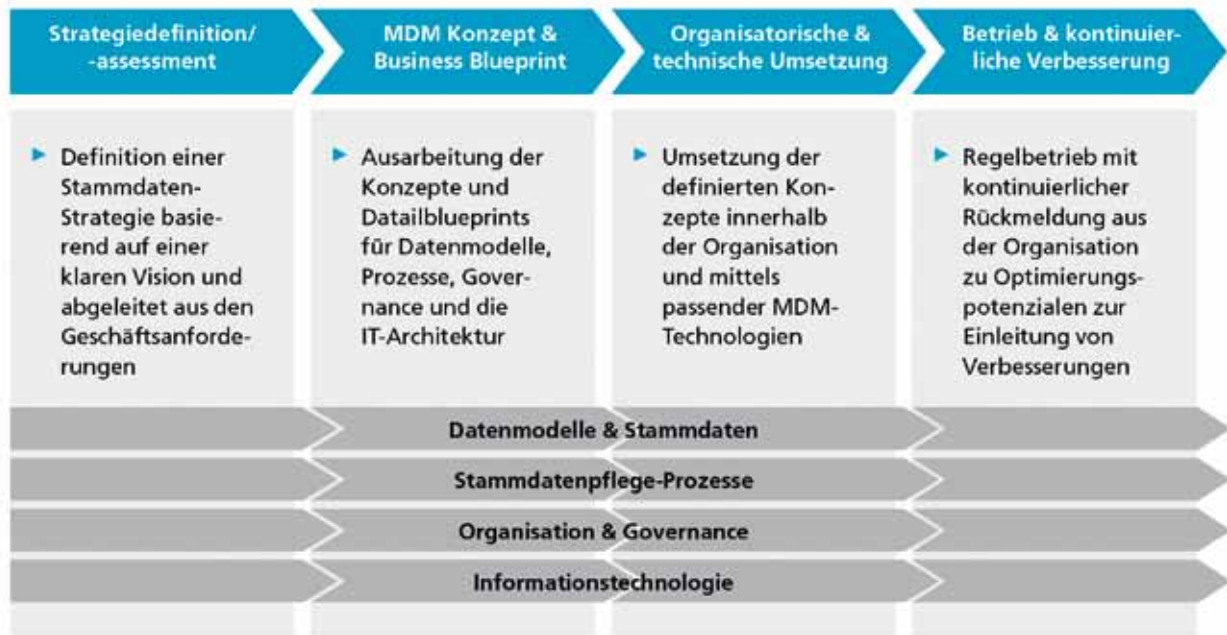 Strategiedefinition/
-assessment
MDM Konzept &
Business Blueprint
Organisatorische &
technische Umsetzung
Betrieb & kontinuier-
liche Verbesserung
► Definition einer
Stammdaten-
Strategie basie-
rend auf einer
klaren Vision und
abgeleitet aus den
Geschäftsanforde-
rungen
► Ausarbeitung der
Konzepte und
Datailblueprints
für Datenmodelle,
Prozesse, Gover-
nance und die
IT-Architektur
► Umsetzung der
definierten Kon-
zepte innerhalb
der Organisation
und mittels
passender MDM-
Technologien
► Regelbetrieb mit
kontinuierlicher
Rückmeldung aus
der Organisation
zu Optimierungs-
potenzialen zur
Einleitung von
Verbesserungen
Datenmodelle & Stammdaten
Stammdatenpflege-Prozesse
Organisation & Governance
Informationstechnologie